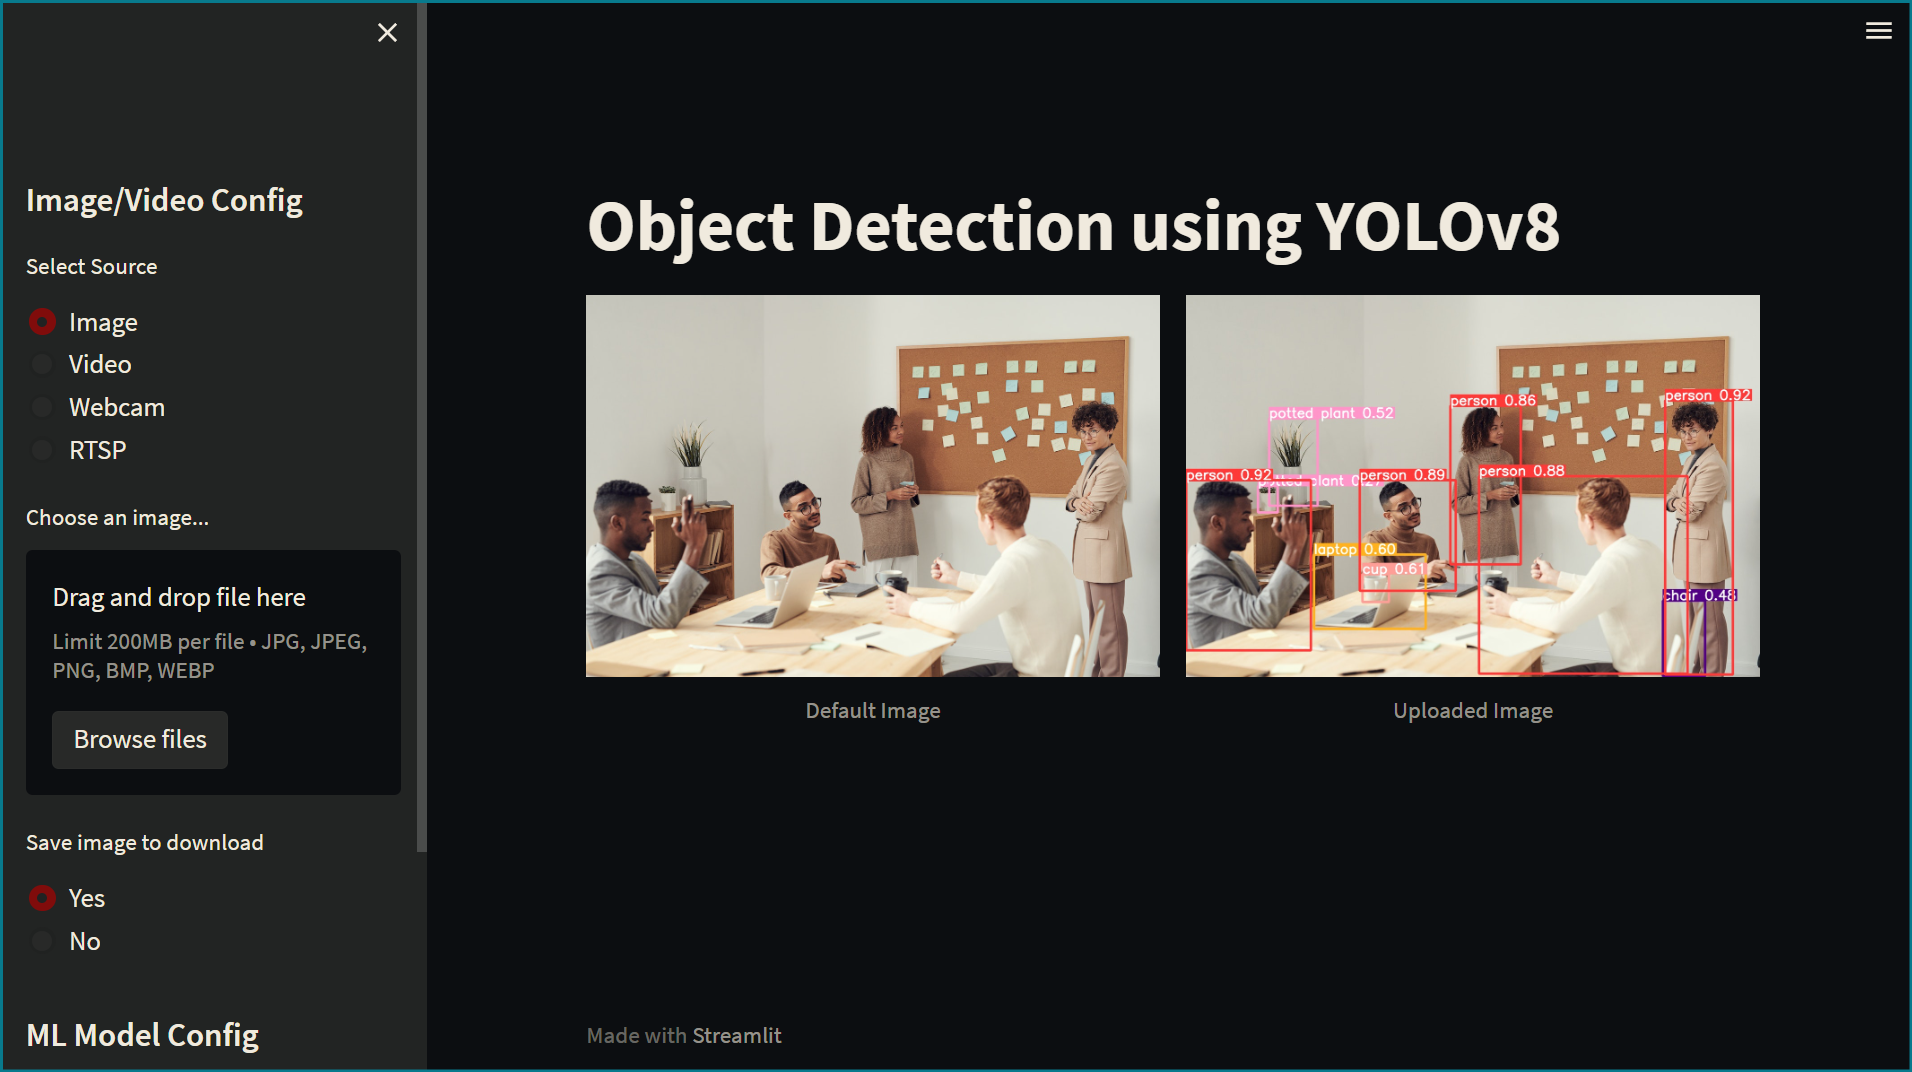 Image/Video Config
Select Source
Image
Video
Webcam
RTSP
Choose an image...
Drag and drop file here
Limit 200MB per file • JPG, JPEG,
PNG, BMP, WEBP
Browse files
Save image to download
Yes
No
ML Model Config
Object Detection using YOLOv8
person 0.92
person 0.86
potted plant 0.52
person 0.88
person 0.92
person 0.89
plant
laptop 0.60
cup 0.61
chair 0.48
Default Image
Uploaded Image
Made with Streamlit